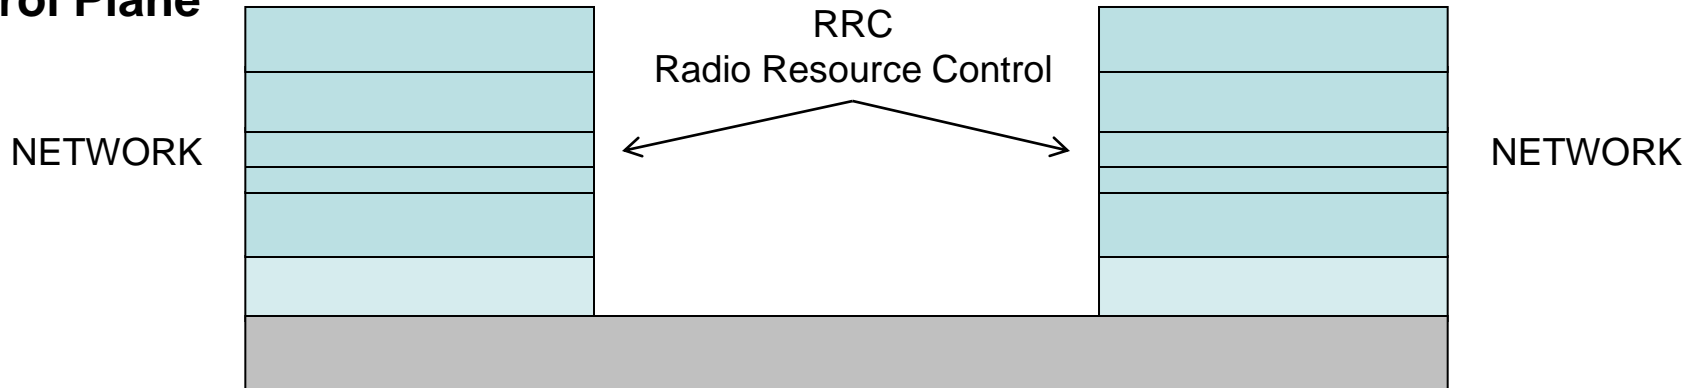 rol Plane
RRC
Radio Resource Control
NETWORK
NETWORK